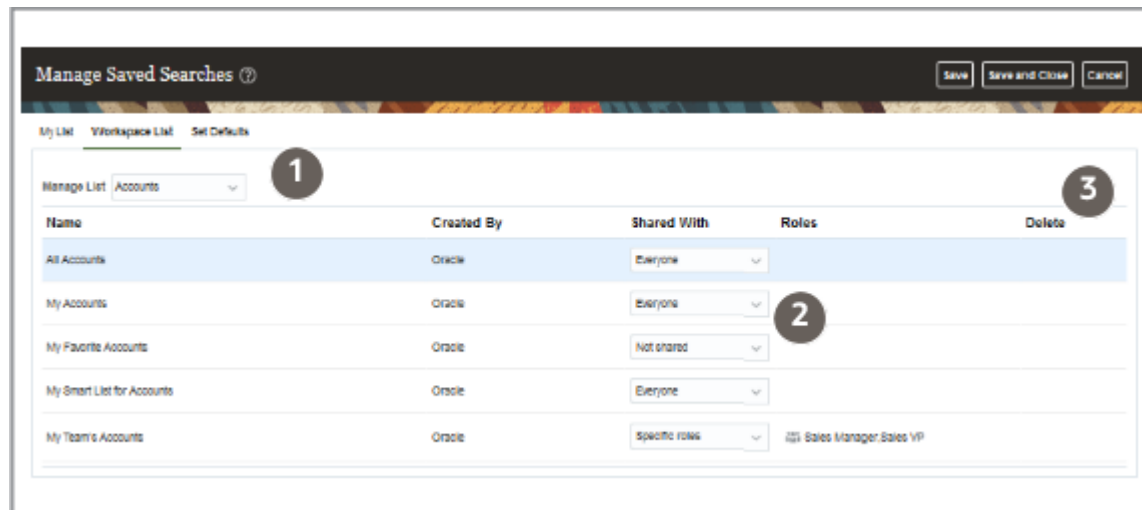 Manage Saved Searches ?
Save Save and Close Cancel
My List Workspace List Set Defaults
1
Manage List Accounts
3
Name Created By Shared With Roles Delete
All Accounts Oracle Everyone
My Accounts Oracle Everyone
2
My Favorite Accounts Oracle Not shared
My Smart List for Accounts Oracle Everyone
My Team's Accounts Oracle Specific roles Sales Manager,Sales VP